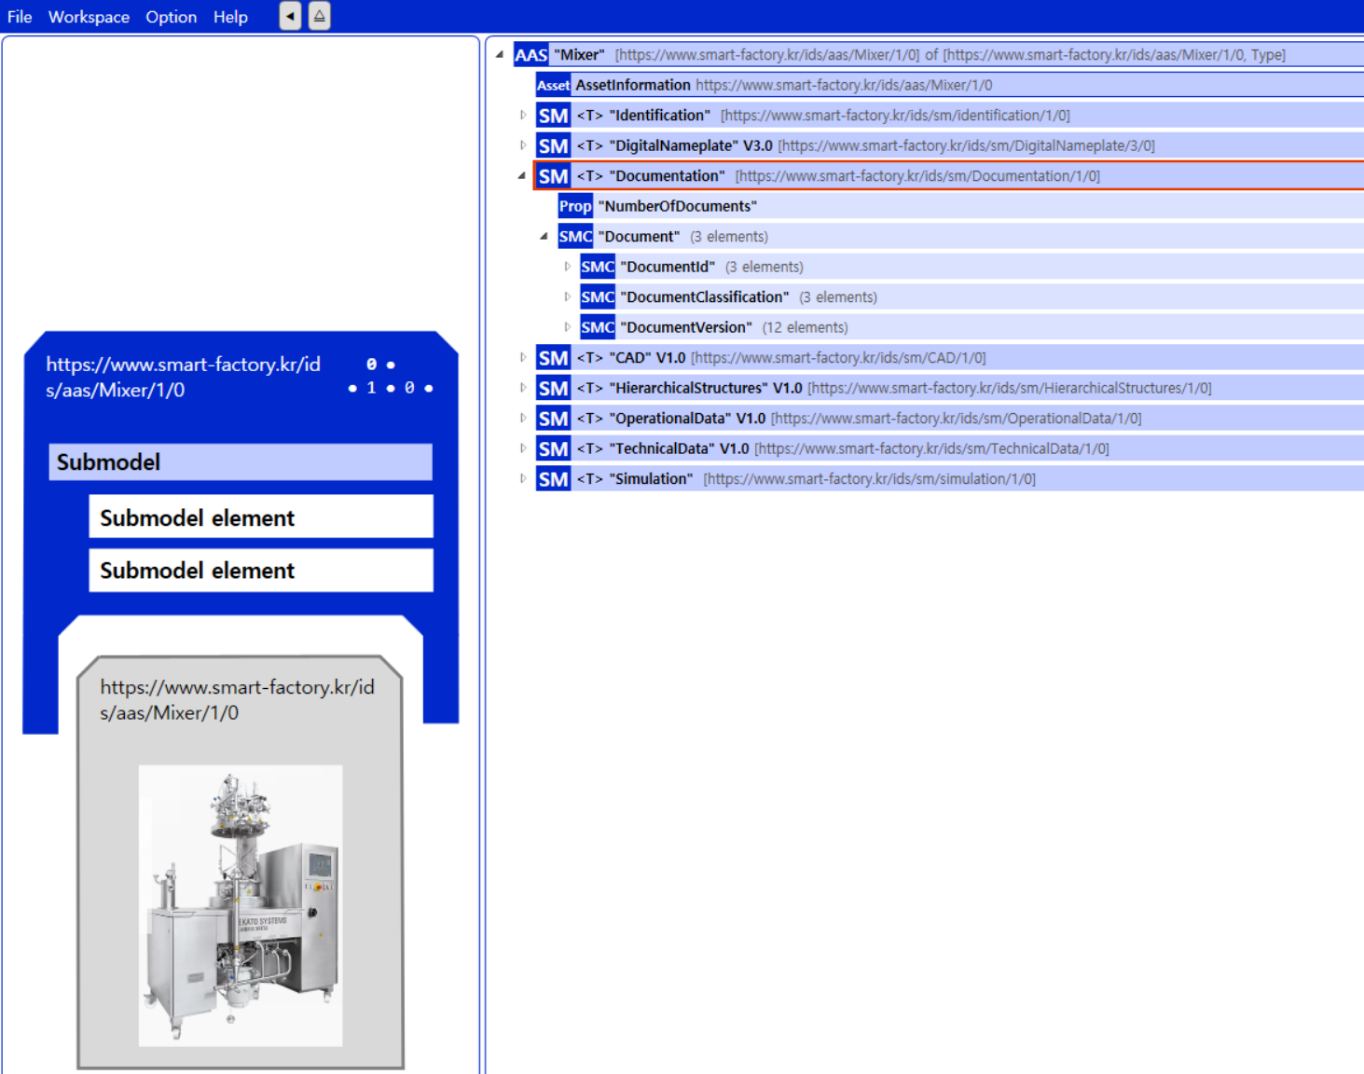 File Workspace Option Help
AAS "Mixer" [https://www.smart-factory.kr/ids/aas/Mixer/1/0] of [https://www.smart-factory.kr/ids/aas/Mixer/1/0, Type]
Asset AssetInformation https://www.smart-factory.kr/ids/aas/Mixer/1/0
SM <T> "Identification" [https://www.smart-factory.kr/ids/sm/identification/1/0]
SM <T> "DigitalNameplate" V3.0 [https://www.smart-factory.kr/ids/sm/DigitalNameplate/3/0]
SM <T> "Documentation" [https://www.smart-factory.kr/ids/sm/Documentation/1/0]
Prop "NumberOfDocuments"
SMC "Document" (3 elements)
SMC "DocumentId" (3 elements)
SMC "DocumentClassification" (3 elements)
SMC "DocumentVersion" (12 elements)
SM <T> "CAD" V1.0 [https://www.smart-factory.kr/ids/sm/CAD/1/0]
SM <T> "HierarchicalStructures" V1.0 [https://www.smart-factory.kr/ids/sm/HierarchicalStructures/1/0]
SM <T> "OperationalData" V1.0 [https://www.smart-factory.kr/ids/sm/OperationalData/1/0]
SM <T> "TechnicalData" V1.0 [https://www.smart-factory.kr/ids/sm/TechnicalData/1/0]
SM <T> "Simulation" [https://www.smart-factory.kr/ids/sm/simulation/1/0]
https://www.smart-factory.kr/id
s/aas/Mixer/1/0
0 ●
● 1 ● 0 ●
Submodel
Submodel element
Submodel element
https://www.smart-factory.kr/id
s/aas/Mixer/1/0
EKATO SYSTEMS